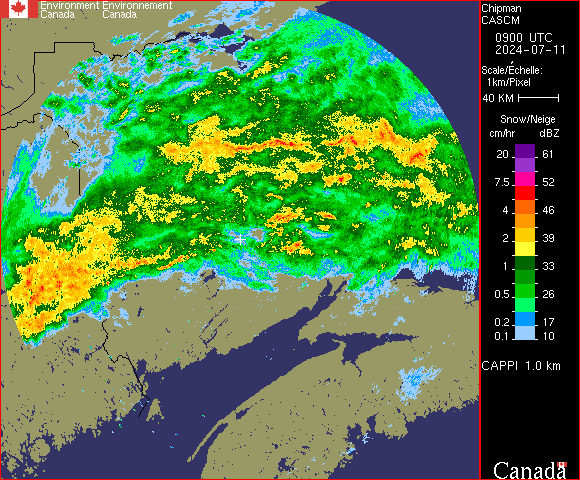 Environment Environnement
Canada Canada
Chipman
CASCM
0900 UTC
2024-07-11
Scale/Échelle:
1km/Pixel
40 KM
Snow/Neige
cm/hr dBZ
20 61
7.5 52
4 46
2 39
1 33
0.5 26
0.2 17
0.1 10
CAPPI 1.0 km
Canada